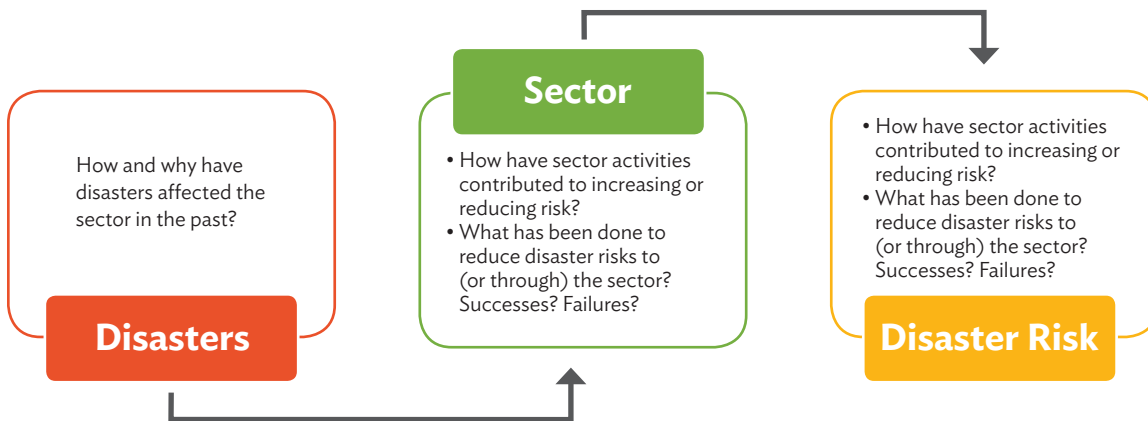 How and why have
disasters affected the
sector in the past?
Disasters
Sector
• How have sector activities
contributed to increasing or
reducing risk?
• What has been done to
reduce disaster risks to
(or through) the sector?
Successes? Failures?
• How have sector activities
contributed to increasing or
reducing risk?
• What has been done to
reduce disaster risks to
(or through) the sector?
Successes? Failures?
Disaster Risk